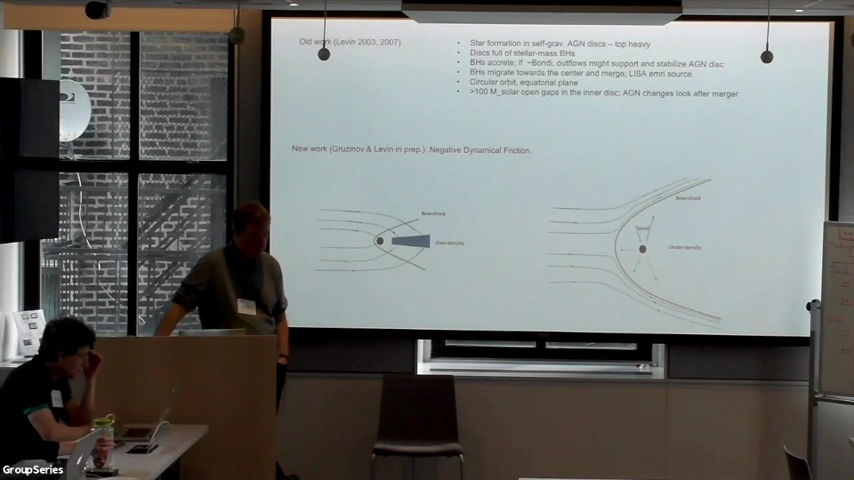 Old work (Levin 2003, 2007)
• Star formation in self-grav. AGN discs – top heavy
• Discs full of stellar-mass BHs
• BHs accrete; if ~Bondi, outflows might support and stabilize AGN disc
• BHs migrate towards the center and merge; LISA emri source.
• Circular orbit, equatorial plane
• >100 M_solar open gaps in the inner disc; AGN changes look after merger
New work (Gruzinov & Levin in prep.): Negative Dynamical Friction.
Bow-shock
Over-density
Bow-shock
Under-density
GroupSeries